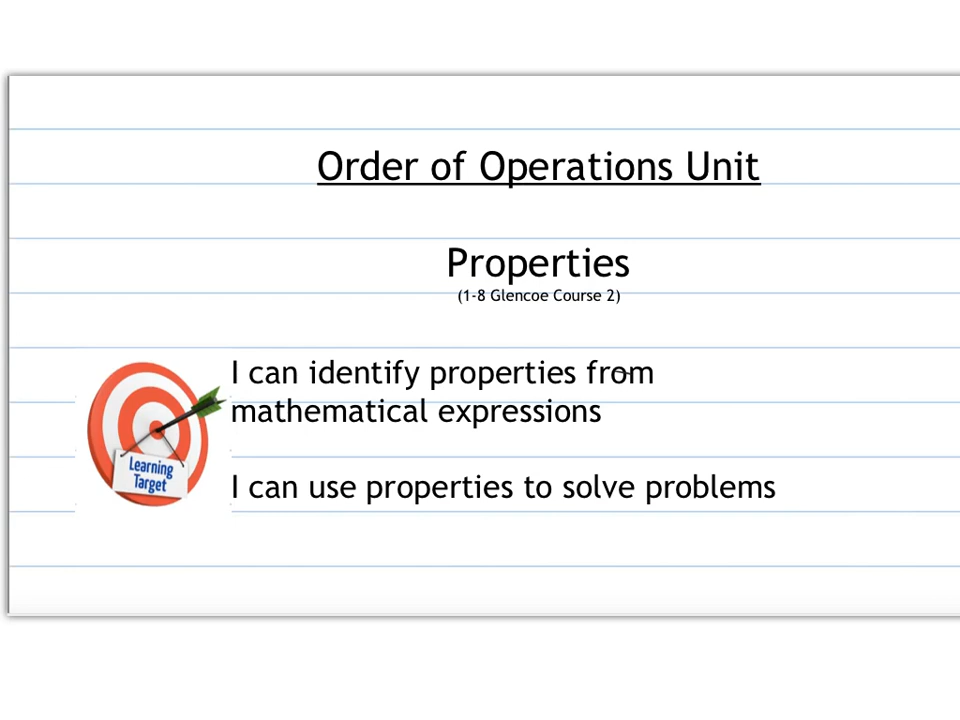 Order of Operations Unit
Properties
(1-8 Glencoe Course 2)
I can identify properties from
mathematical expressions
Learning
Target
I can use properties to solve problems